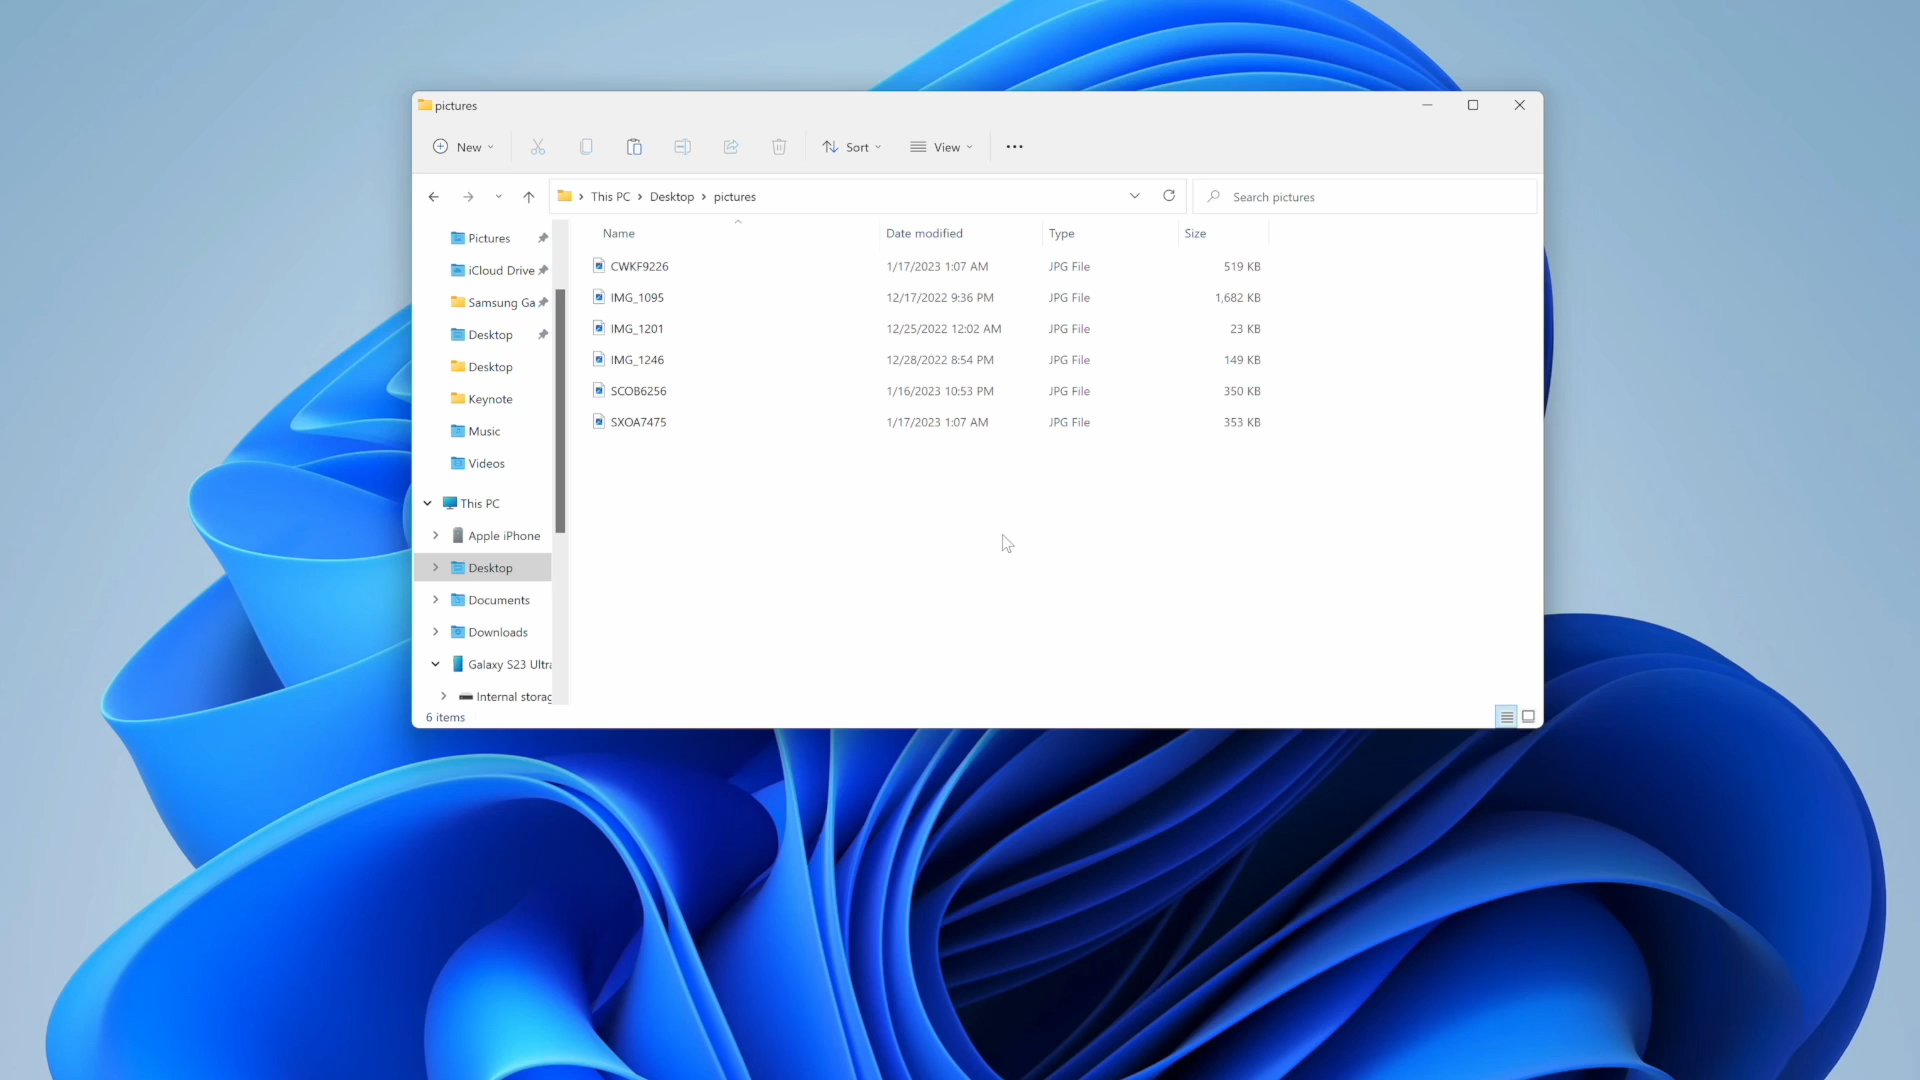 pictures
New
Sort
View
This PC > Desktop > pictures
Search pictures
Pictures
iCloud Drive
Samsung Ga
Desktop
Desktop
Keynote
Music
Videos
This PC
Apple iPhone
Desktop
Documents
Downloads
Galaxy S23 Ultra
Internal storag
Name Date modified Type Size
CWKF9226 1/17/2023 1:07 AM JPG File 519 KB
IMG_1095 12/17/2022 9:36 PM JPG File 1,682 KB
IMG_1201 12/25/2022 12:02 AM JPG File 23 KB
IMG_1246 12/28/2022 8:54 PM JPG File 149 KB
SCOB6256 1/16/2023 10:53 PM JPG File 350 KB
SXOA7475 1/17/2023 1:07 AM JPG File 353 KB
6 items